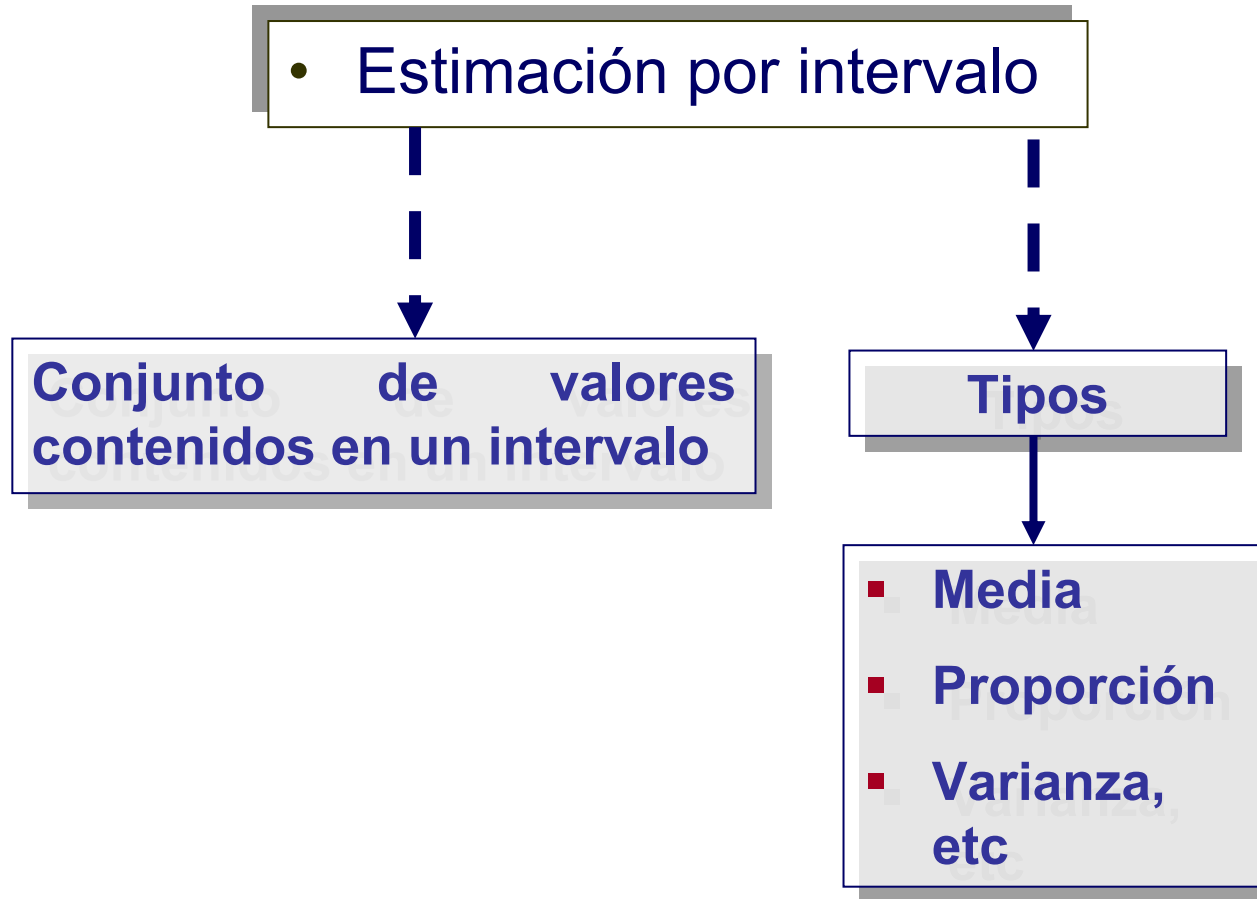 • Estimación por intervalo
Conjunto de valores
contenidos en un intervalo
Tipos
▪ Media
▪ Proporción
▪ Varianza,
etc